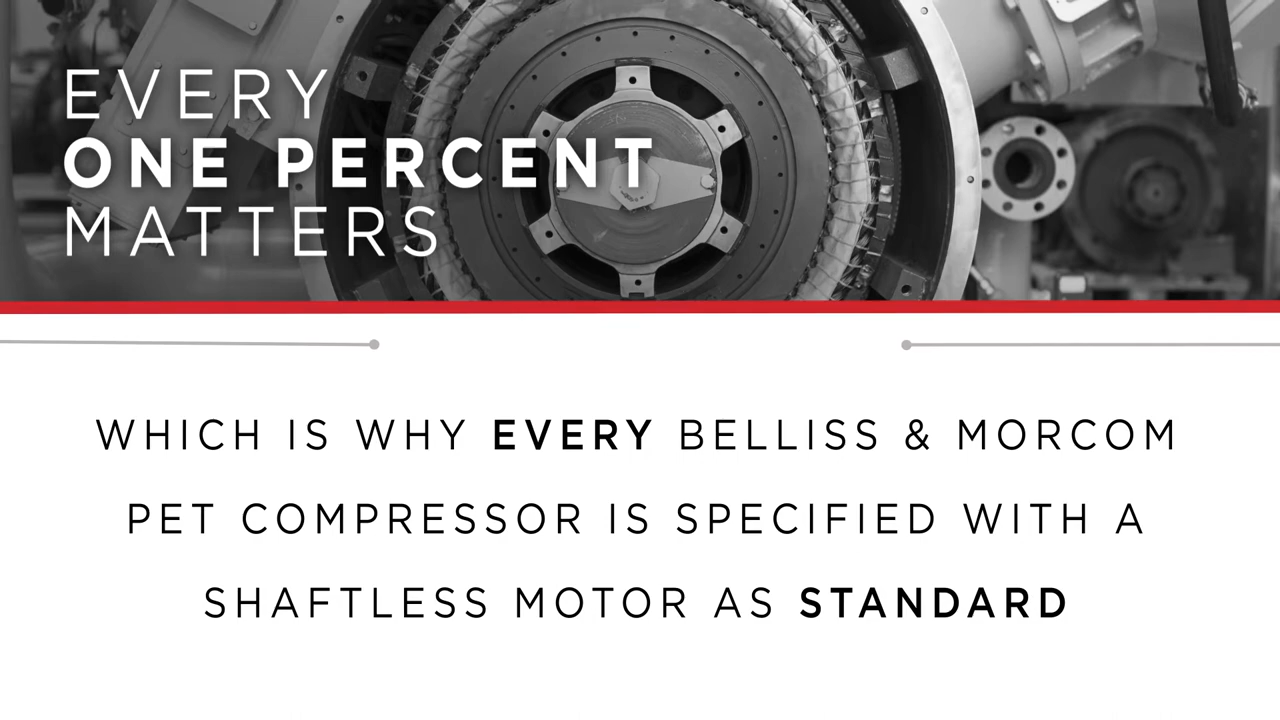 EVERY
ONE PERCENT
MATTERS
WHICH IS WHY EVERY BELLISS & MORCOM
PET COMPRESSOR IS SPECIFIED WITH A
SHAFTLESS MOTOR AS STANDARD